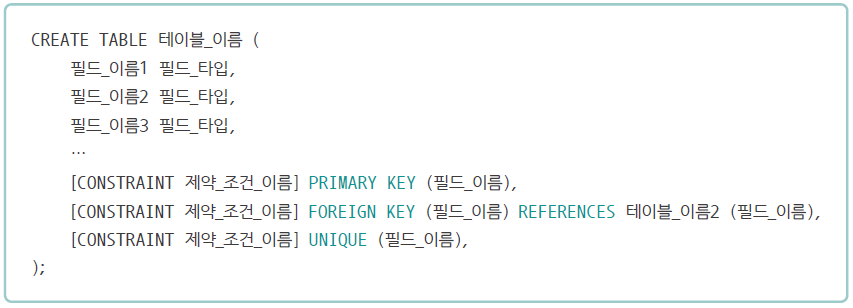 CREATE TABLE 테이블_이름 (
필드_이름1 필드_타입,
필드_이름2 필드_타입,
필드_이름3 필드_타입,
…
[CONSTRAINT 제약_조건_이름] PRIMARY KEY (필드_이름),
[CONSTRAINT 제약_조건_이름] FOREIGN KEY (필드_이름) REFERENCES 테이블_이름2 (필드_이름),
[CONSTRAINT 제약_조건_이름] UNIQUE (필드_이름),
);